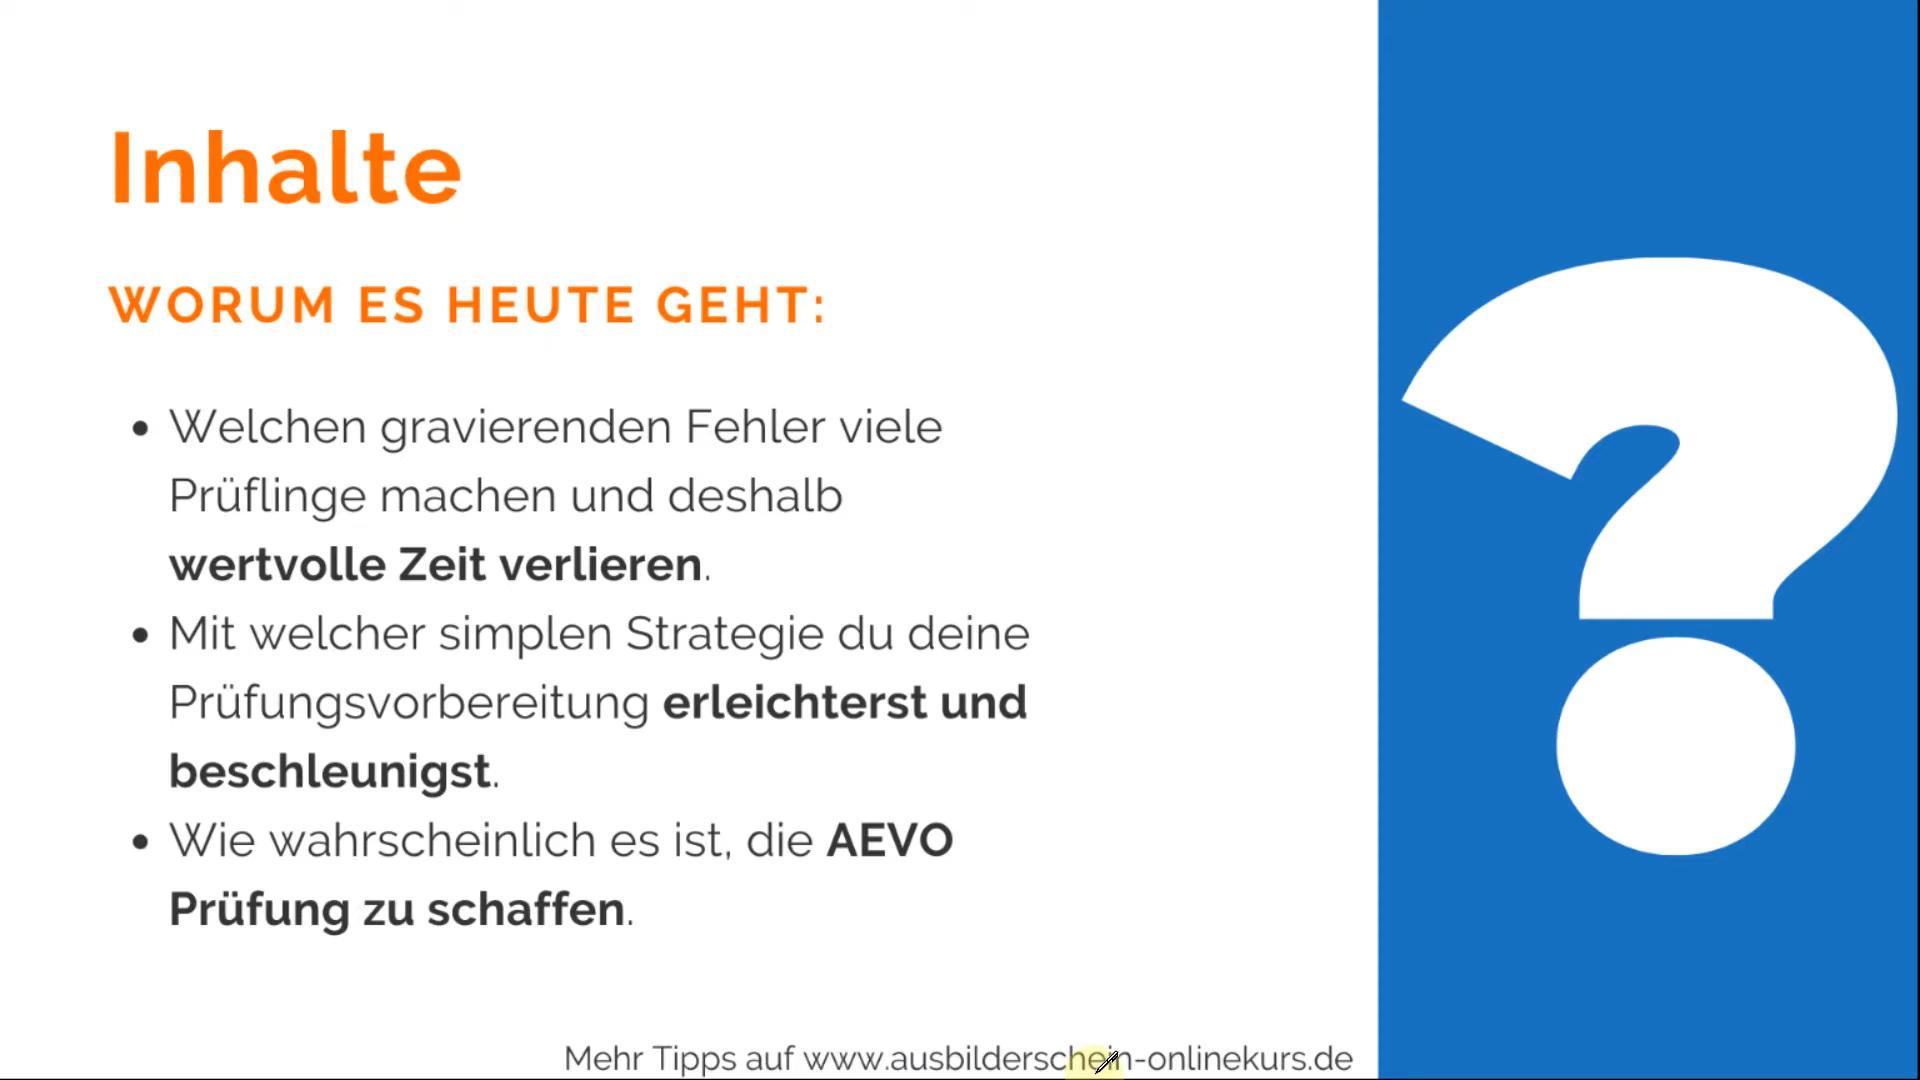 Inhalte
WORUM ES HEUTE GEHT:
• Welchen gravierenden Fehler viele
Prüflinge machen und deshalb
wertvolle Zeit verlieren.
• Mit welcher simplen Strategie du deine
Prüfungsvorbereitung erleichterst und
beschleunigst.
• Wie wahrscheinlich es ist, die AEVO
Prüfung zu schaffen.
?
Mehr Tipps auf www.ausbilderschein-onlinekurs.de